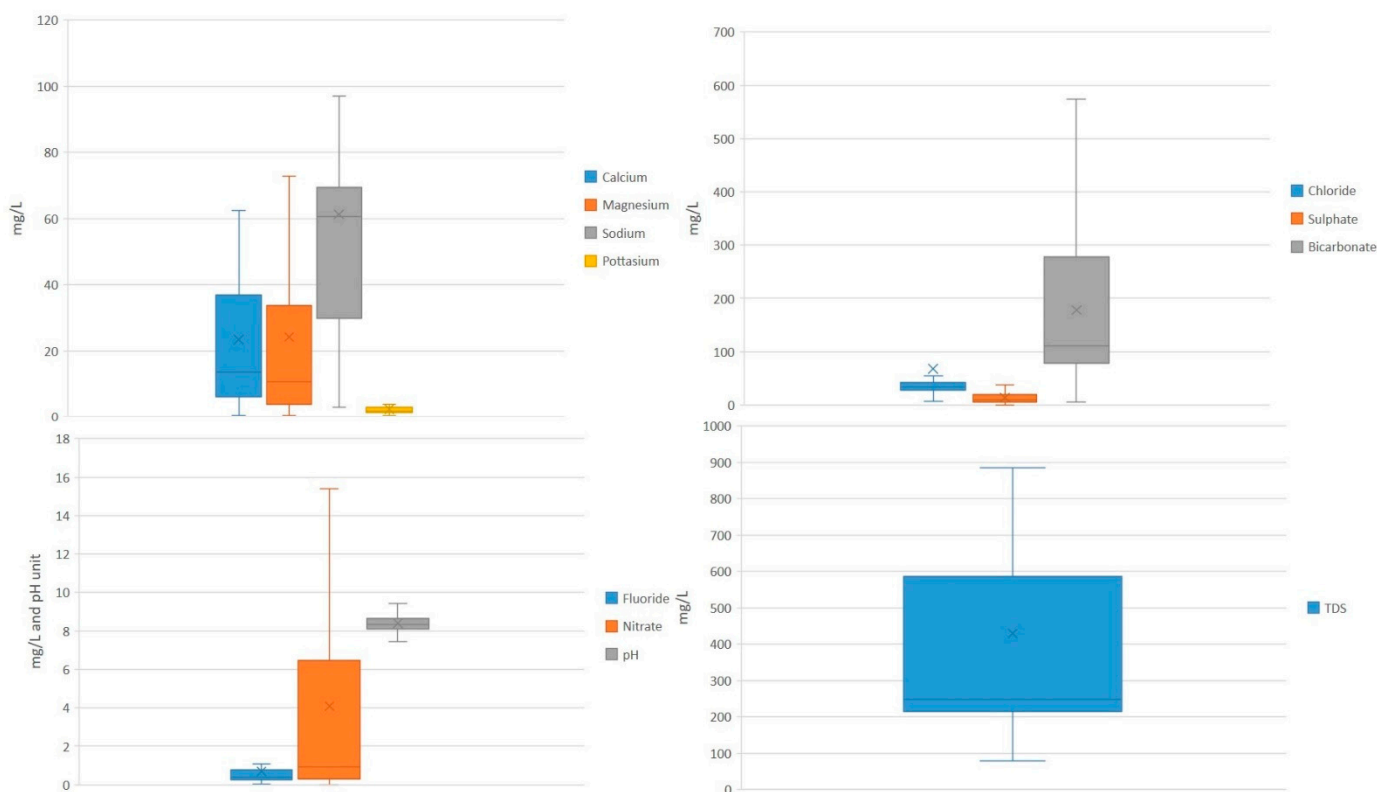 120
100
80
60
40
20
0
mg/L
Calcium
Magnesium
Sodium
Pottasium
700
600
500
400
300
200
100
0
mg/L
Chloride
Sulphate
Bicarbonate
18
16
14
12
10
8
6
4
2
0
mg/L and pH unit
Fluoride
Nitrate
pH
1000
900
800
700
600
500
400
300
200
100
0
mg/L
TDS